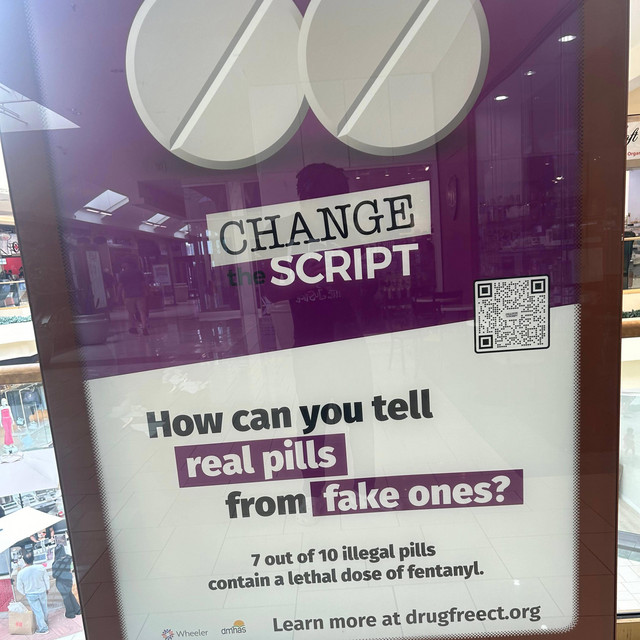 CHANGE
the SCRIPT
How can you tell
real pills
from fake ones?
7 out of 10 illegal pills
contain a lethal dose of fentanyl.
Wheeler
dmhas
Learn more at drugfreect.org